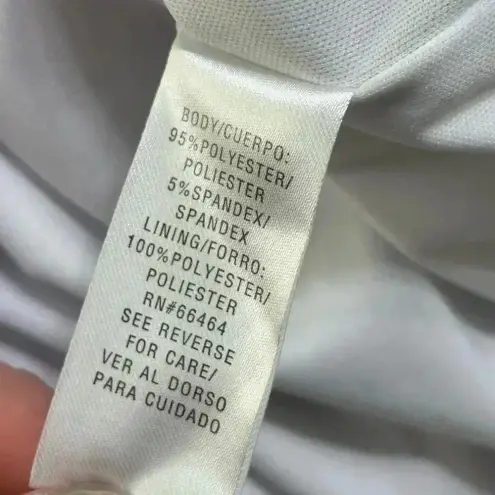 BODY/CUERPO:
95%POLYESTER/
POLIESTER
5%SPANDEX/
SPANDEX
LINING/FORRO:
100%POLYESTER/
POLIESTER
RN#66464
SEE REVERSE
FOR CARE/
VER AL DORSO
PARA CUIDADO